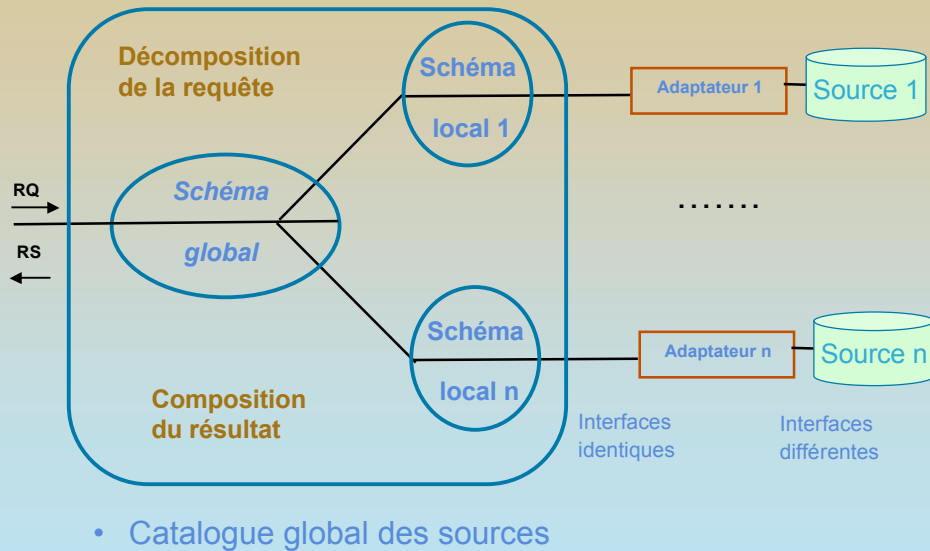 Décomposition
de la requête
Schéma
local 1
Adaptateur 1
Source 1
RQ
Schéma
global
RS
.......
Schéma
local n
Adaptateur n
Source n
Composition
du résultat
Interfaces
identiques
Interfaces
différentes
• Catalogue global des sources